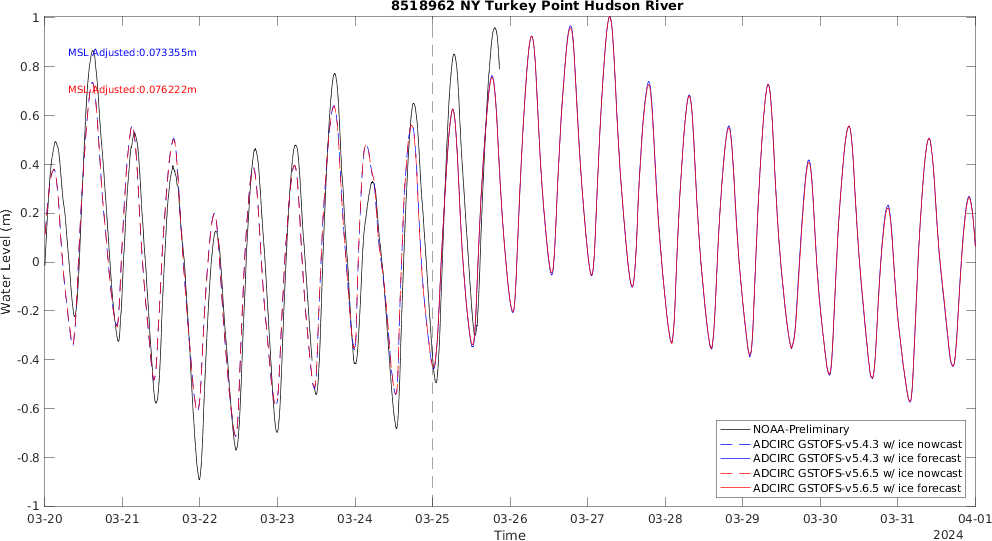 8518962 NY Turkey Point Hudson River
MSL Adjusted:0.073355m
MSL Adjusted:0.076222m
Water Level (m)
1
0.8
0.6
0.4
0.2
0
-0.2
-0.4
-0.6
-0.8
-1
NOAA-Preliminary
ADCIRC GSTOFS-v5.4.3 w/ ice nowcast
ADCIRC GSTOFS-v5.4.3 w/ ice forecast
ADCIRC GSTOFS-v5.6.5 w/ ice nowcast
ADCIRC GSTOFS-v5.6.5 w/ ice forecast
03-20 03-21 03-22 03-23 03-24 03-25 03-26 03-27 03-28 03-29 03-30 03-31 04-01
Time
2024